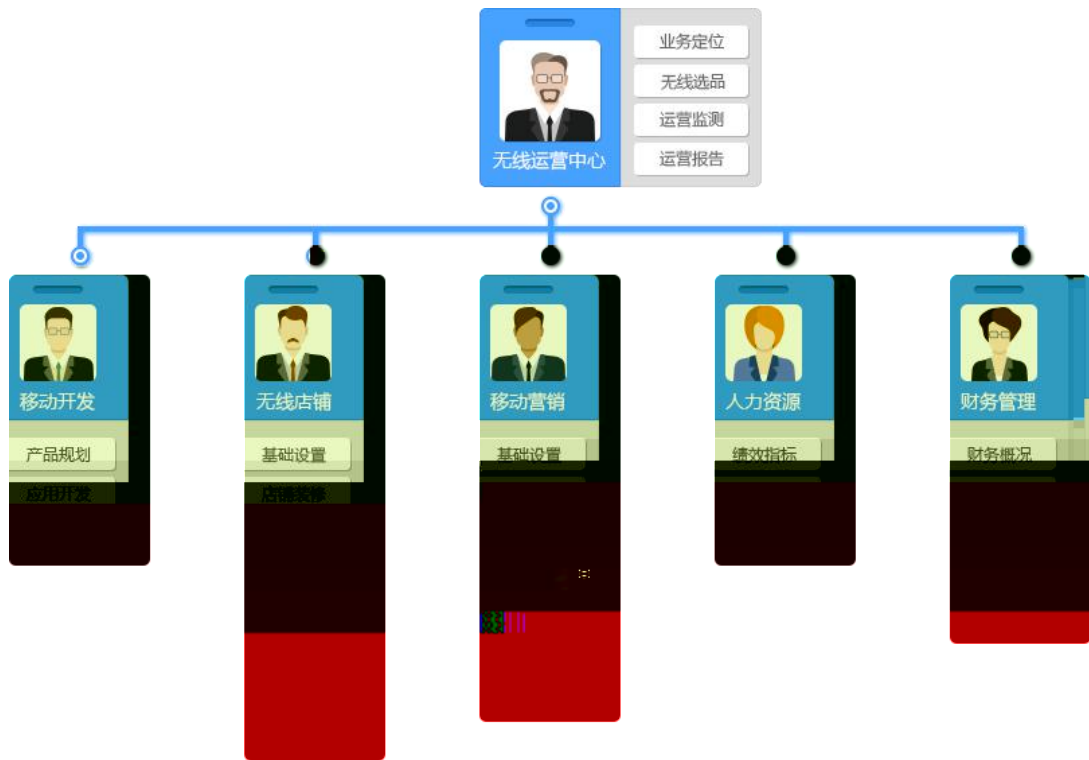 业务定位
无线选品
运营监测
运营报告
无线运营中心
移动开发
无线店铺
移动营销
人力资源
财务管理
产品规划
基础设置
基础设置
绩效指标
财务概况
应用开发
店铺装修